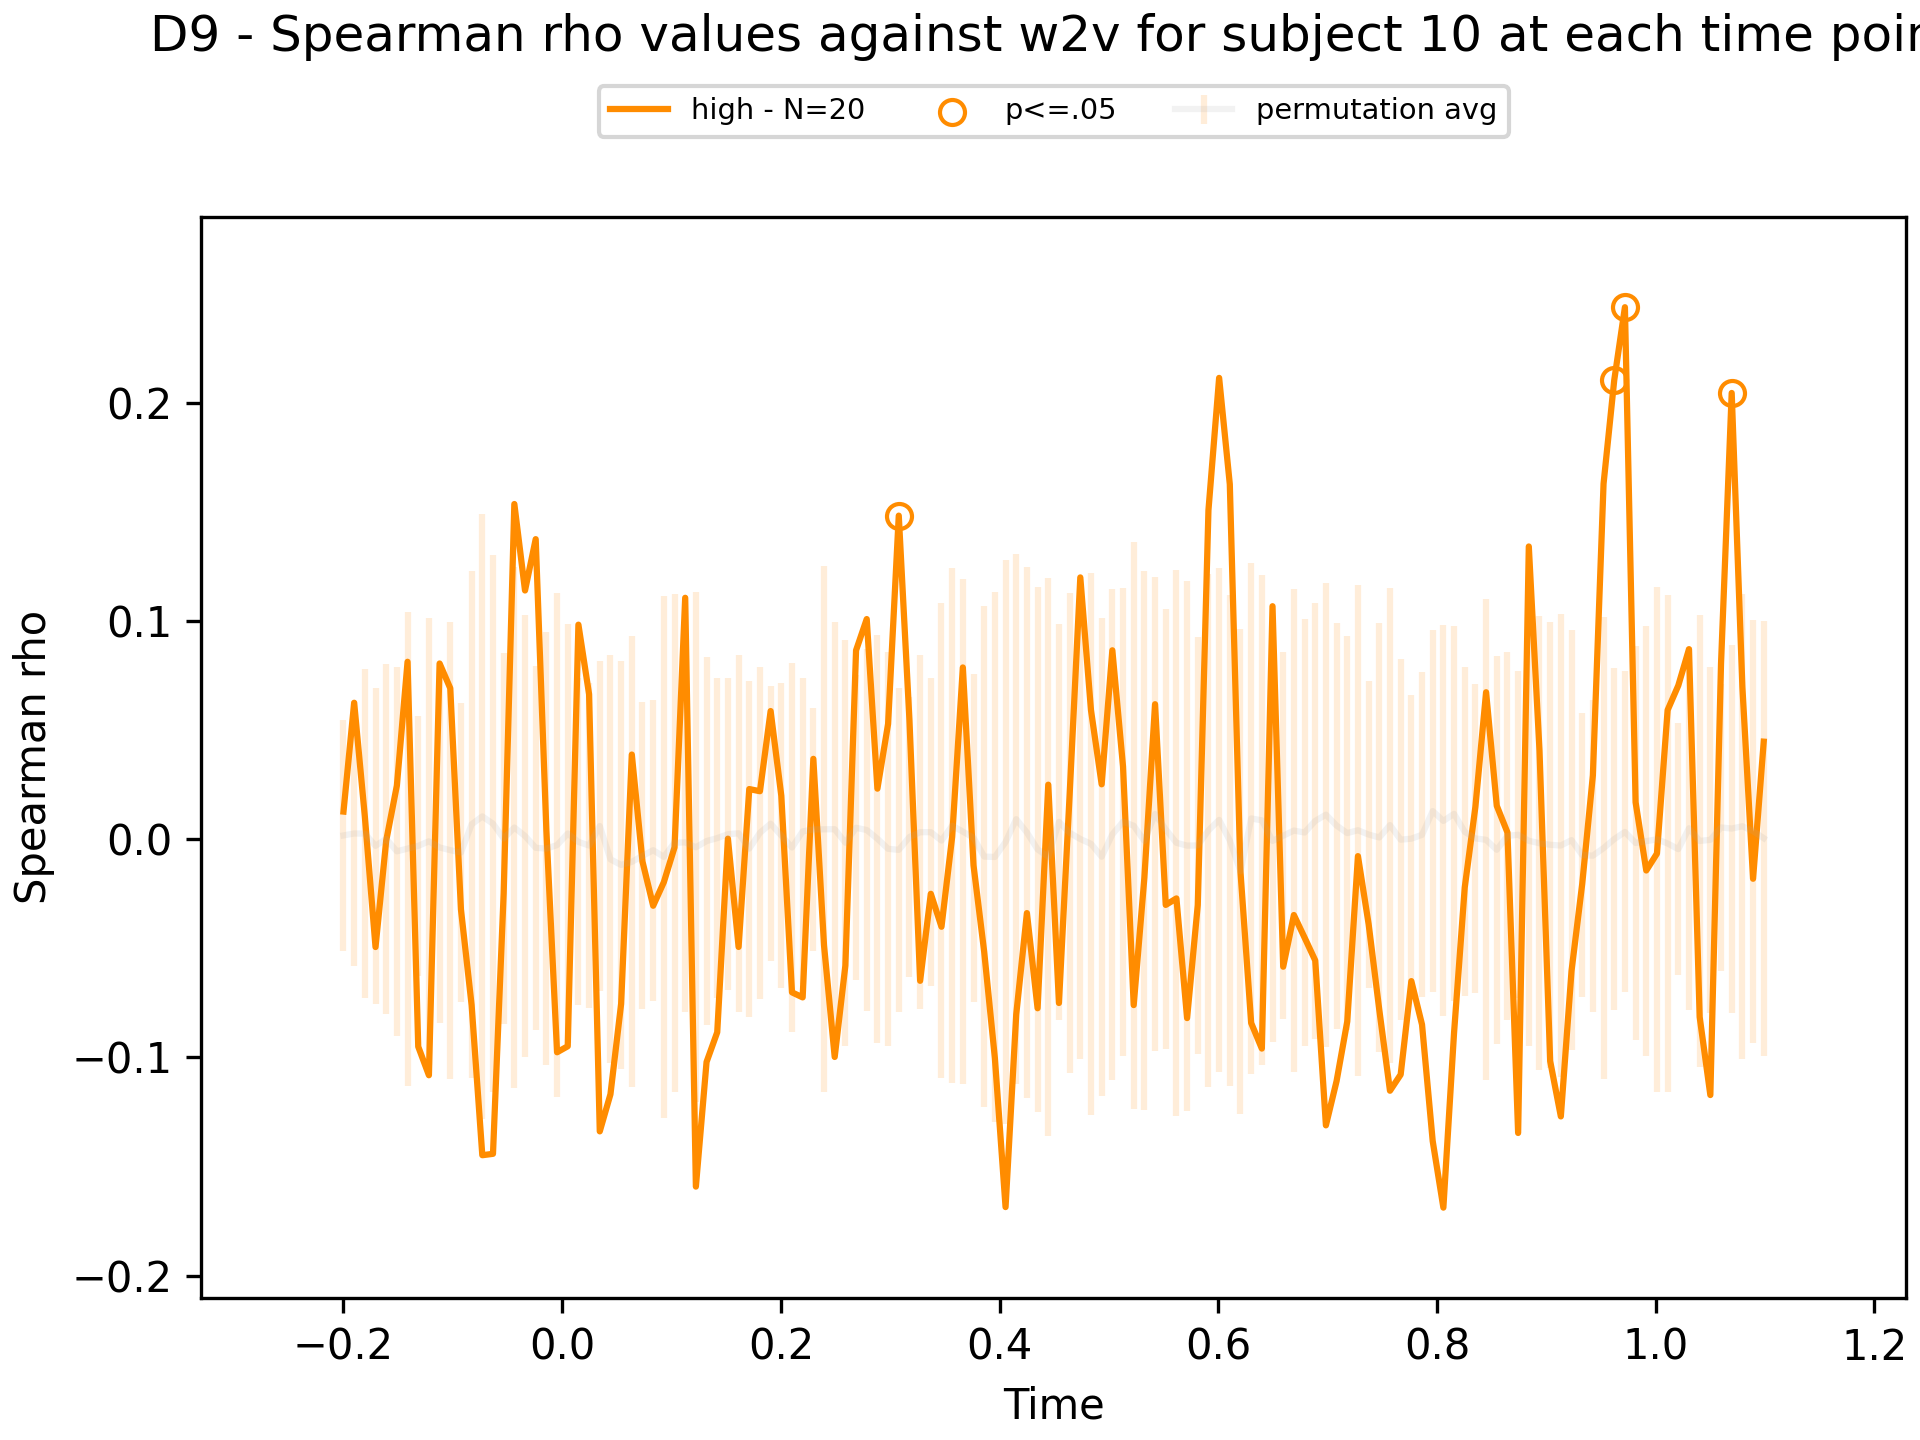 D9 - Spearman rho values against w2v for subject 10 at each time
high - N=20
p<=.05
permutation avg
Spearman rho
0.2
0.1
0.0
−0.1
−0.2
−0.2
0.0
0.2
0.4
0.6
0.8
1.0
1.2
Time